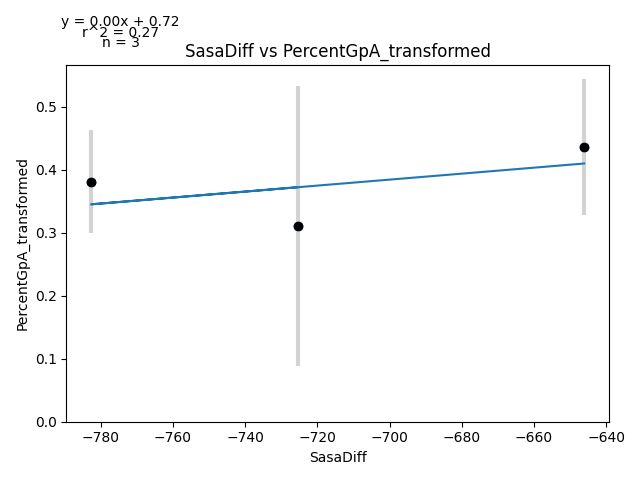 y = 0.00x + 0.72
r^2 = 0.27
n = 3
SasaDiff vs PercentGpA_transformed
PercentGpA_transformed
0.5
0.4
0.3
0.2
0.1
0.0
−780 −760 −740 −720 −700 −680 −660 −640
SasaDiff